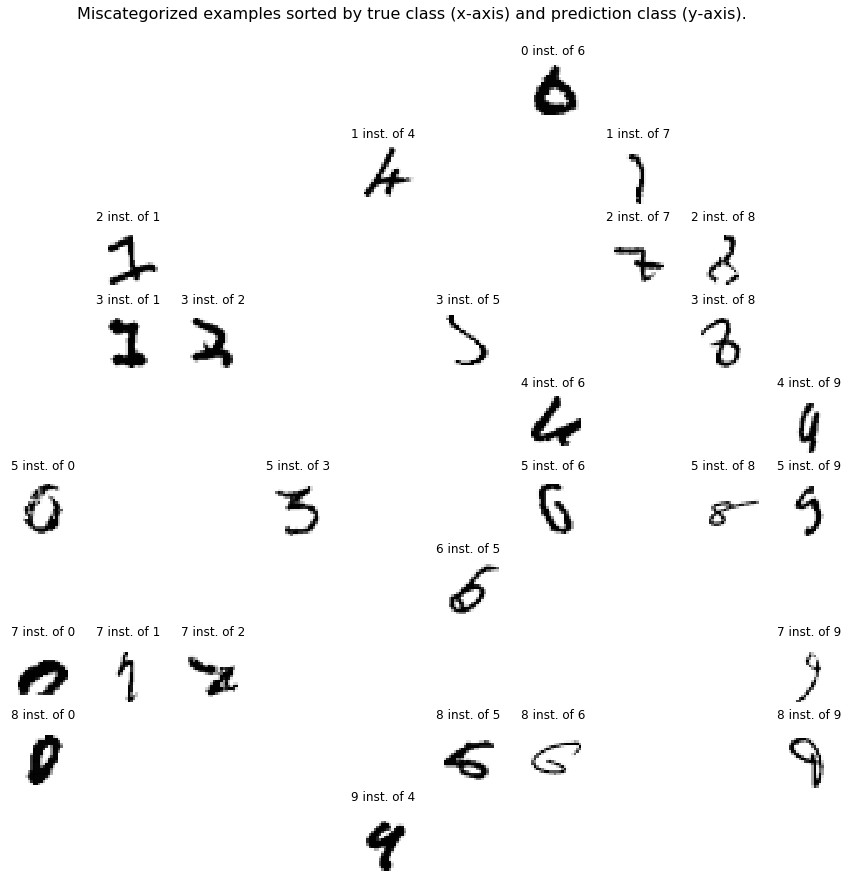 Miscategorized examples sorted by true class (x-axis) and prediction class (y-axis).
0 inst. of 6
1 inst. of 4 1 inst. of 7
2 inst. of 1 2 inst. of 7 2 inst. of 8
3 inst. of 1 3 inst. of 2 3 inst. of 5 3 inst. of 8
4 inst. of 6 4 inst. of 9
5 inst. of 0 5 inst. of 3 5 inst. of 6 5 inst. of 8 5 inst. of 9
6 inst. of 5
7 inst. of 0 7 inst. of 1 7 inst. of 2 7 inst. of 9
8 inst. of 0 8 inst. of 5 8 inst. of 6 8 inst. of 9
9 inst. of 4